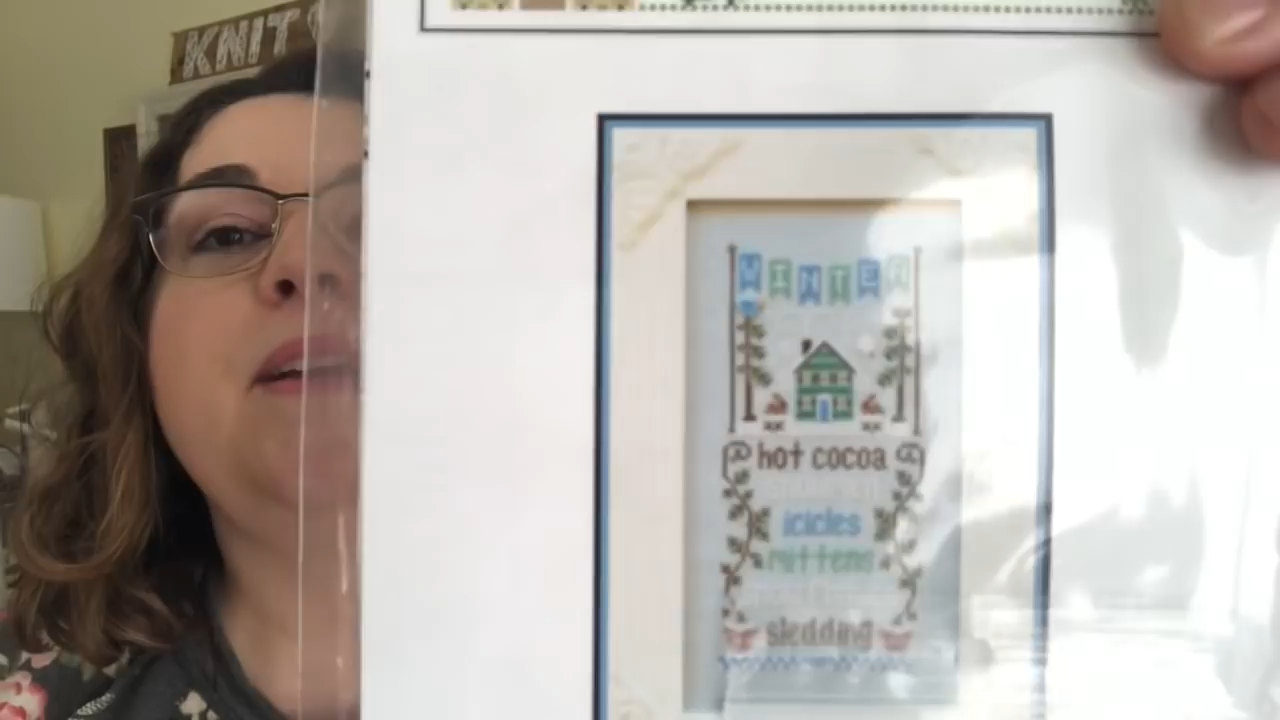 KNIT
WINTER
hot cocoa
icicles
mittens
sledding